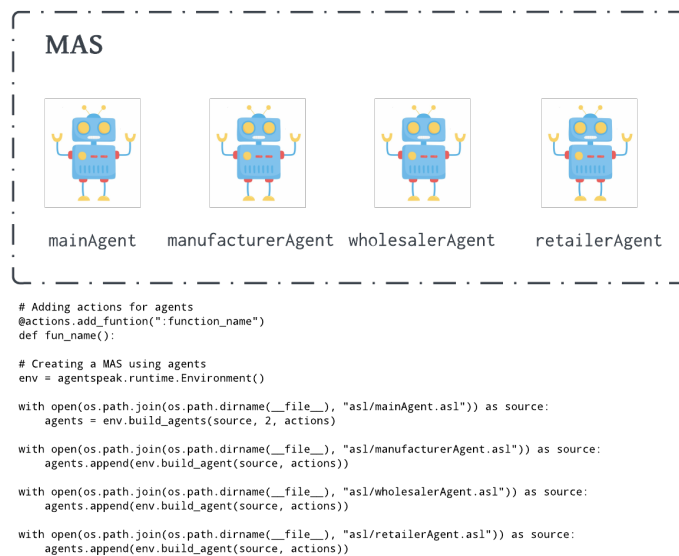 MAS
mainAgent manufacturerAgent wholesalerAgent retailerAgent
# Adding actions for agents
@actions.add_funtion(":function_name")
def fun_name():
# Creating a MAS using agents
env = agentspeak.runtime.Environment()
with open(os.path.join(os.path.dirname(__file__), "asl/mainAgent.asl")) as source:
    agents = env.build_agents(source, 2, actions)
with open(os.path.join(os.path.dirname(__file__), "asl/manufacturerAgent.asl")) as source:
    agents.append(env.build_agent(source, actions))
with open(os.path.join(os.path.dirname(__file__), "asl/wholesalerAgent.asl")) as source:
    agents.append(env.build_agent(source, actions))
with open(os.path.join(os.path.dirname(__file__), "asl/retailerAgent.asl")) as source:
    agents.append(env.build_agent(source, actions))